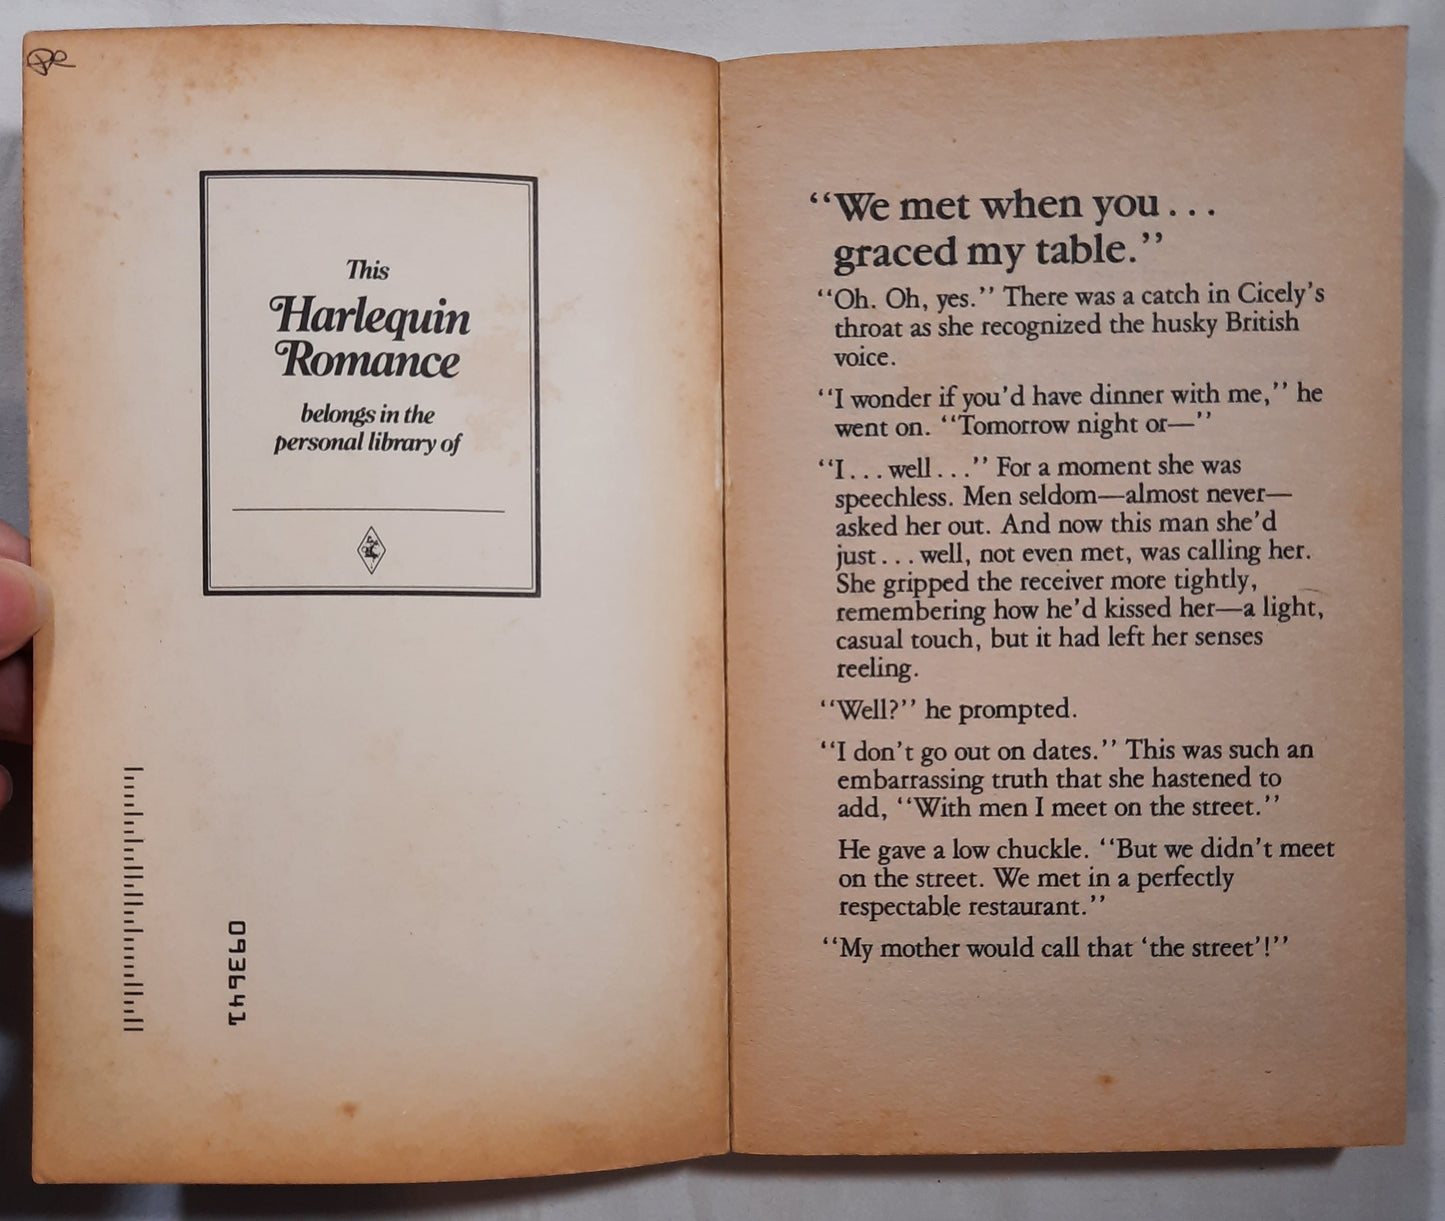 This
Harlequin
Romance
belongs in the
personal library of
0936041
“We met when you...
graced my table.”
“Oh. Oh, yes.” There was a catch in Cicely’s
throat as she recognized the husky British
voice.
“I wonder if you’d have dinner with me,” he
went on. “Tomorrow night or—”
“I... well...” For a moment she was
speechless. Men seldom—almost never—
asked her out. And now this man she’d
just... well, not even met, was calling her.
She gripped the receiver more tightly,
remembering how he’d kissed her—a light,
casual touch, but it had left her senses
reeling.
“Well?” he prompted.
“I don’t go out on dates.” This was such an
embarrassing truth that she hastened to
add, “With men I meet on the street.”
He gave a low chuckle. “But we didn’t meet
on the street. We met in a perfectly
respectable restaurant.”
“My mother would call that ‘the street’!”